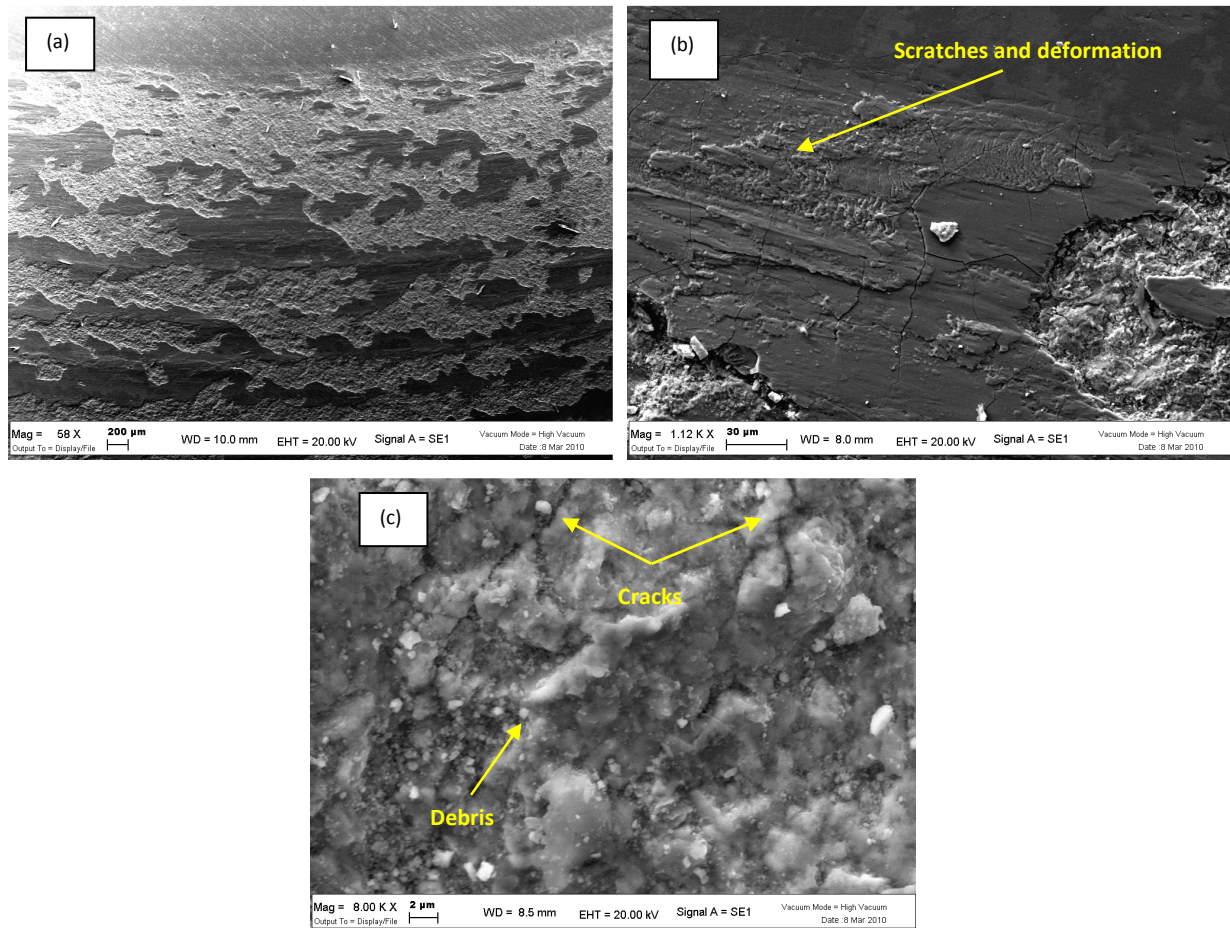 (a)
Mag = 58 X 200 µm WD = 10.0 mm EHT = 20.00 kV Signal A = SE1 Vacuum Mode = High Vacuum
Output To = Display/File Date :8 Mar 2010
(b)
Scratches and deformation
Mag = 1.12 K X 30 µm WD = 8.0 mm EHT = 20.00 kV Signal A = SE1 Vacuum Mode = High Vacuum
Output To = Display/File Date :8 Mar 2010
(c)
Cracks
Debris
Mag = 8.00 K X 2 µm WD = 8.5 mm EHT = 20.00 kV Signal A = SE1 Vacuum Mode = High Vacuum
Output To = Display/File Date :8 Mar 2010